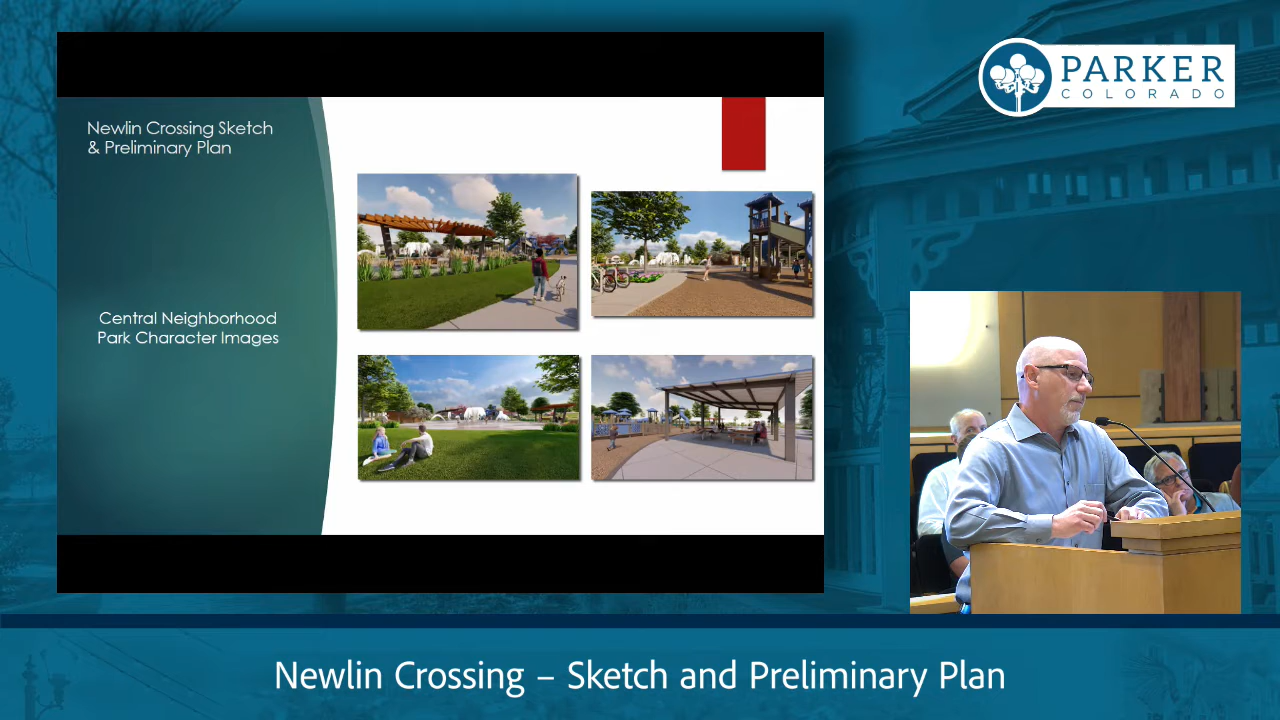 PARKER
COLORADO
Newlin Crossing Sketch
& Preliminary Plan
Central Neighborhood
Park Character Images
Newlin Crossing – Sketch and Preliminary Plan